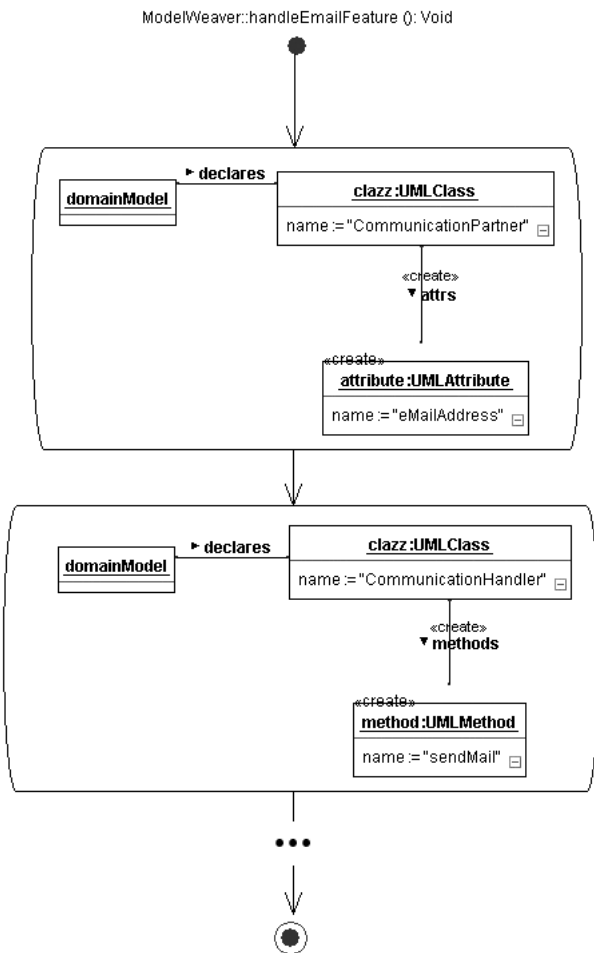 ModelWeaver::handleEmailFeature (): Void
► declares
domainModel
clazz:UMLClass
name := "CommunicationPartner"
«create»
▼ attrs
«create»
attribute:UMLAttribute
name := "eMailAddress"
► declares
domainModel
clazz:UMLClass
name := "CommunicationHandler"
«create»
▼ methods
«create»
method:UMLMethod
name := "sendMail"